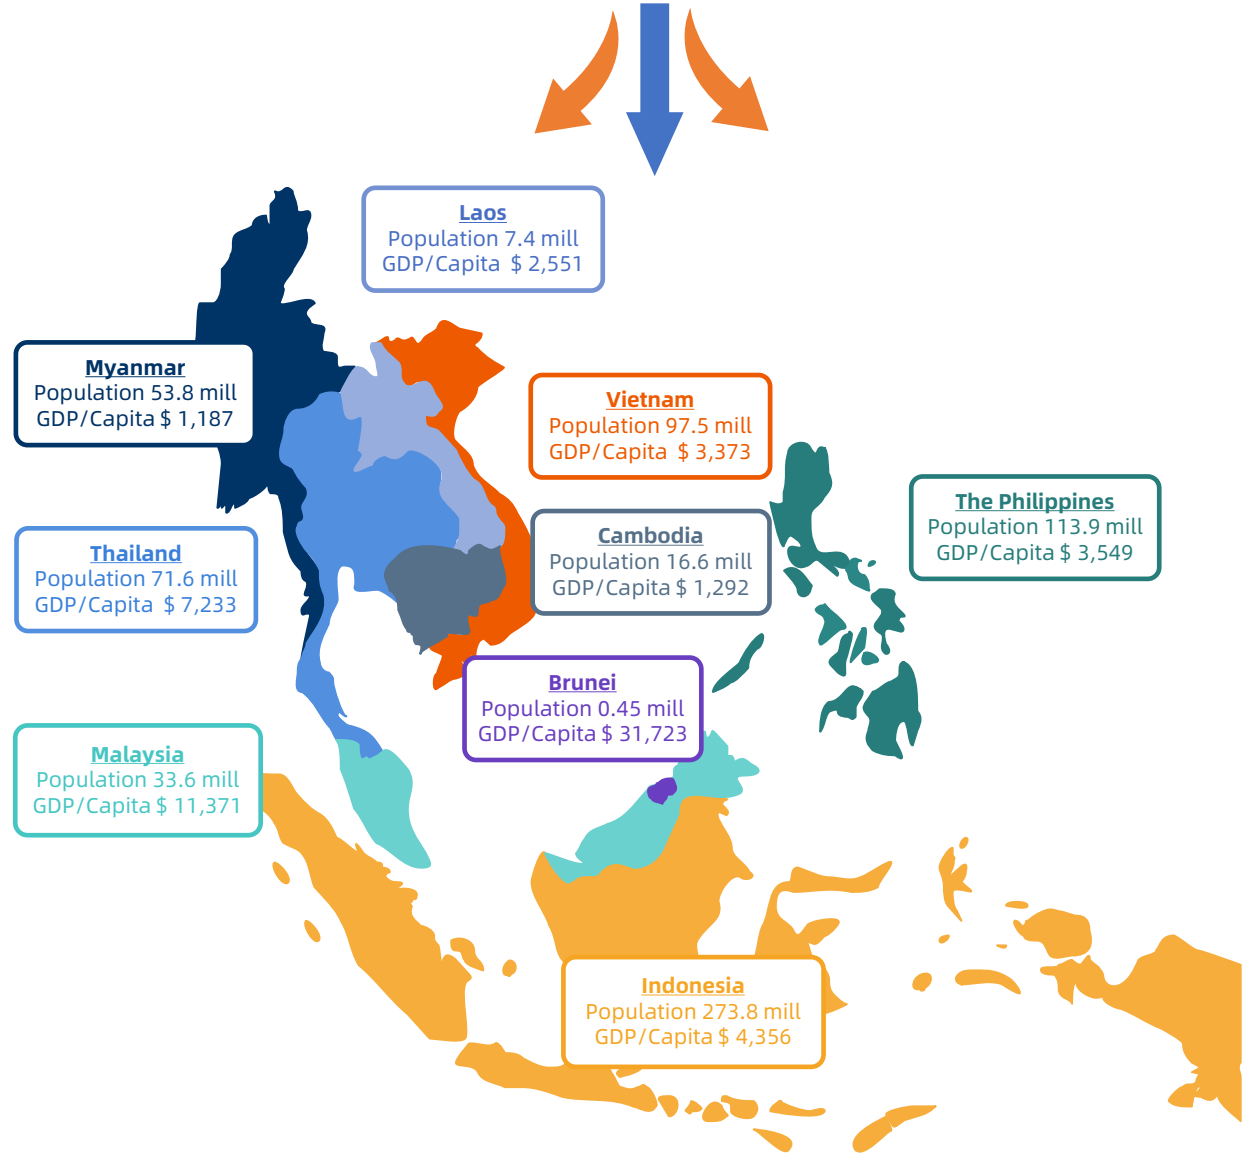 Laos
Population 7.4 mill
GDP/Capita $ 2,551
Myanmar
Population 53.8 mill
GDP/Capita $ 1,187
Vietnam
Population 97.5 mill
GDP/Capita $ 3,373
The Philippines
Population 113.9 mill
GDP/Capita $ 3,549
Thailand
Population 71.6 mill
GDP/Capita $ 7,233
Cambodia
Population 16.6 mill
GDP/Capita $ 1,292
Brunei
Population 0.45 mill
GDP/Capita $ 31,723
Malaysia
Population 33.6 mill
GDP/Capita $ 11,371
Indonesia
Population 273.8 mill
GDP/Capita $ 4,356